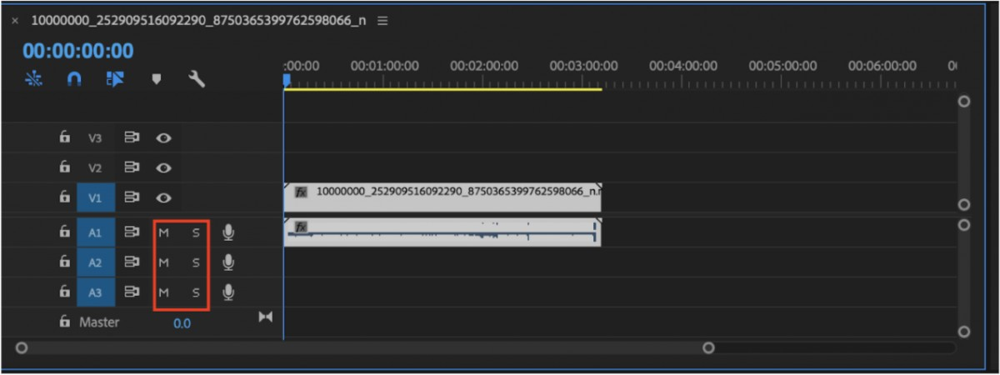 × 10000000_252909516092290_8750365399762598066_n
00:00:00:00
:00:00 00:01:00:00 00:02:00:00 00:03:00:00 00:04:00:00 00:05:00:00 00:06:00:00
V3
V2
V1 fx 10000000_252909516092290_8750365399762598066_n.
A1 M S fx
A2 M S
A3 M S
Master 0.0